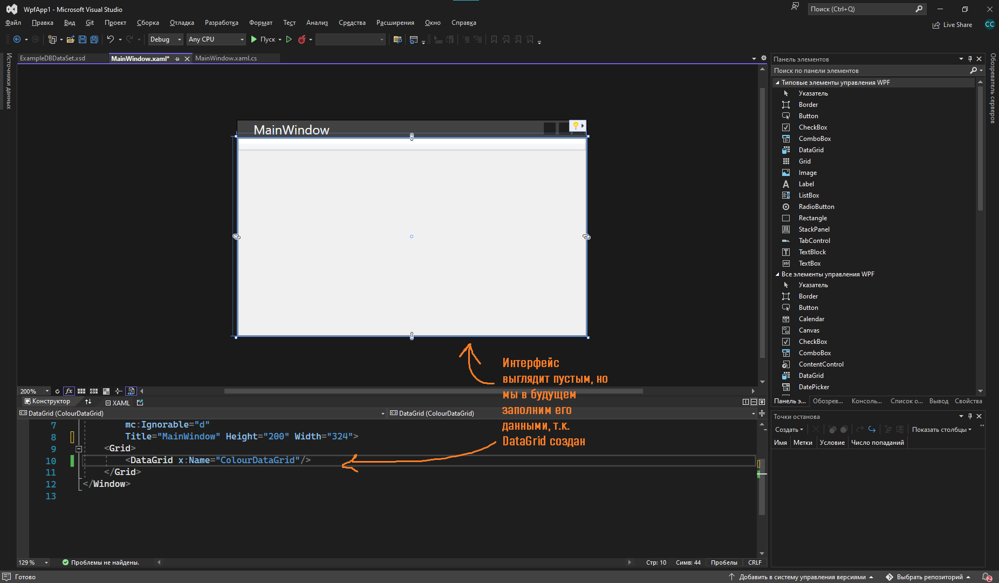 WpfApp1 - Microsoft Visual Studio
Поиск (Ctrl+Q)
Файл Правка Вид Git Проект Сборка Отладка Разработка Формат Тест Анализ Средства Расширения Окно Справка
Live Share
CC
Debug Any CPU Пуск
Источники данных
ExampleDBDataSet.xsd MainWindow.xaml* MainWindow.xaml.cs
MainWindow
Интерфейс
выглядит пустым, но
мы в будущем
заполним его
данными, т.к.
DataGrid создан
200% fx
Конструктор XAML
DataGrid (ColourDataGrid) DataGrid (ColourDataGrid)
7 mc:Ignorable="d"
8 Title="MainWindow" Height="200" Width="324">
9 <Grid>
10 <DataGrid x:Name="ColourDataGrid"/>
11 </Grid>
12 </Window>
13
129 % Проблемы не найдены. Стр: 10 Симв: 44 Пробелы CRLF
Панель элементов
Поиск по панели элементов
Типовые элементы управления WPF
Указатель
Border
Button
CheckBox
ComboBox
DataGrid
Grid
Image
Label
ListBox
RadioButton
Rectangle
StackPanel
TabControl
TextBlock
TextBox
Все элементы управления WPF
Указатель
Border
Button
Calendar
Canvas
CheckBox
ComboBox
ContentControl
DataGrid
DatePicker
Панель э... Обозрев... Консоль... Список о... Вывод Свойства
Точки останова
Создать Показать столбцы
Имя Метки Условие Число попаданий
Обозреватель серверов
Готово Добавить в систему управления версиями Выбрать репозиторий 2